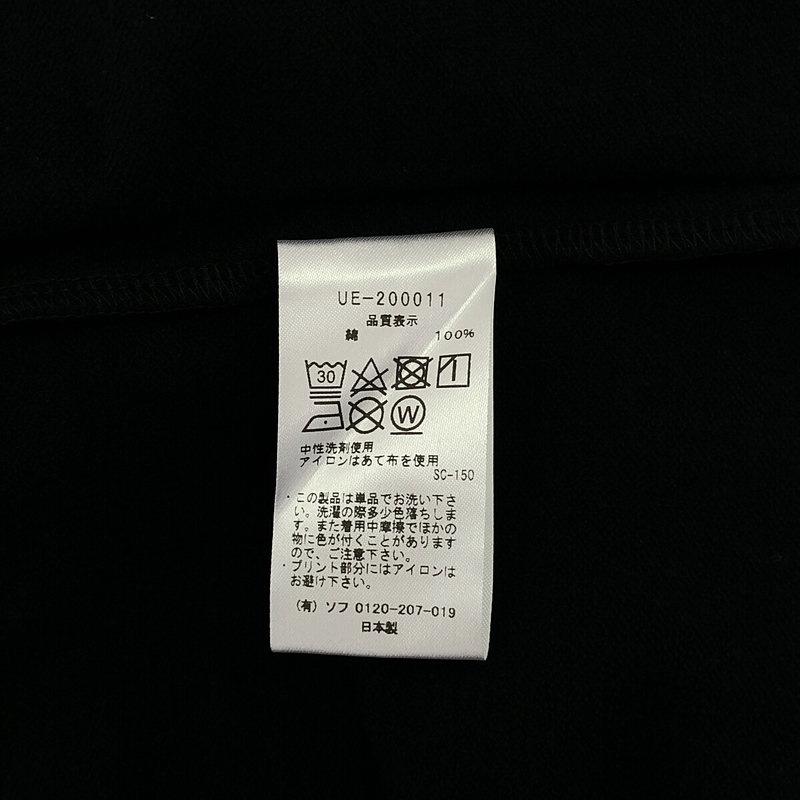 UE-200011
品質表示
綿 100%
30
W
中性洗剤使用
アイロンはあて布を使用
SC-150
・この製品は単品でお洗い下さ
い。洗濯の際多少色落ちしま
す。また着用中摩擦でほかの
物に色が付くことがあります
ので、ご注意下さい。
・プリント部分にはアイロンは
お避け下さい。
(有) ソフ 0120-207-019
日本製